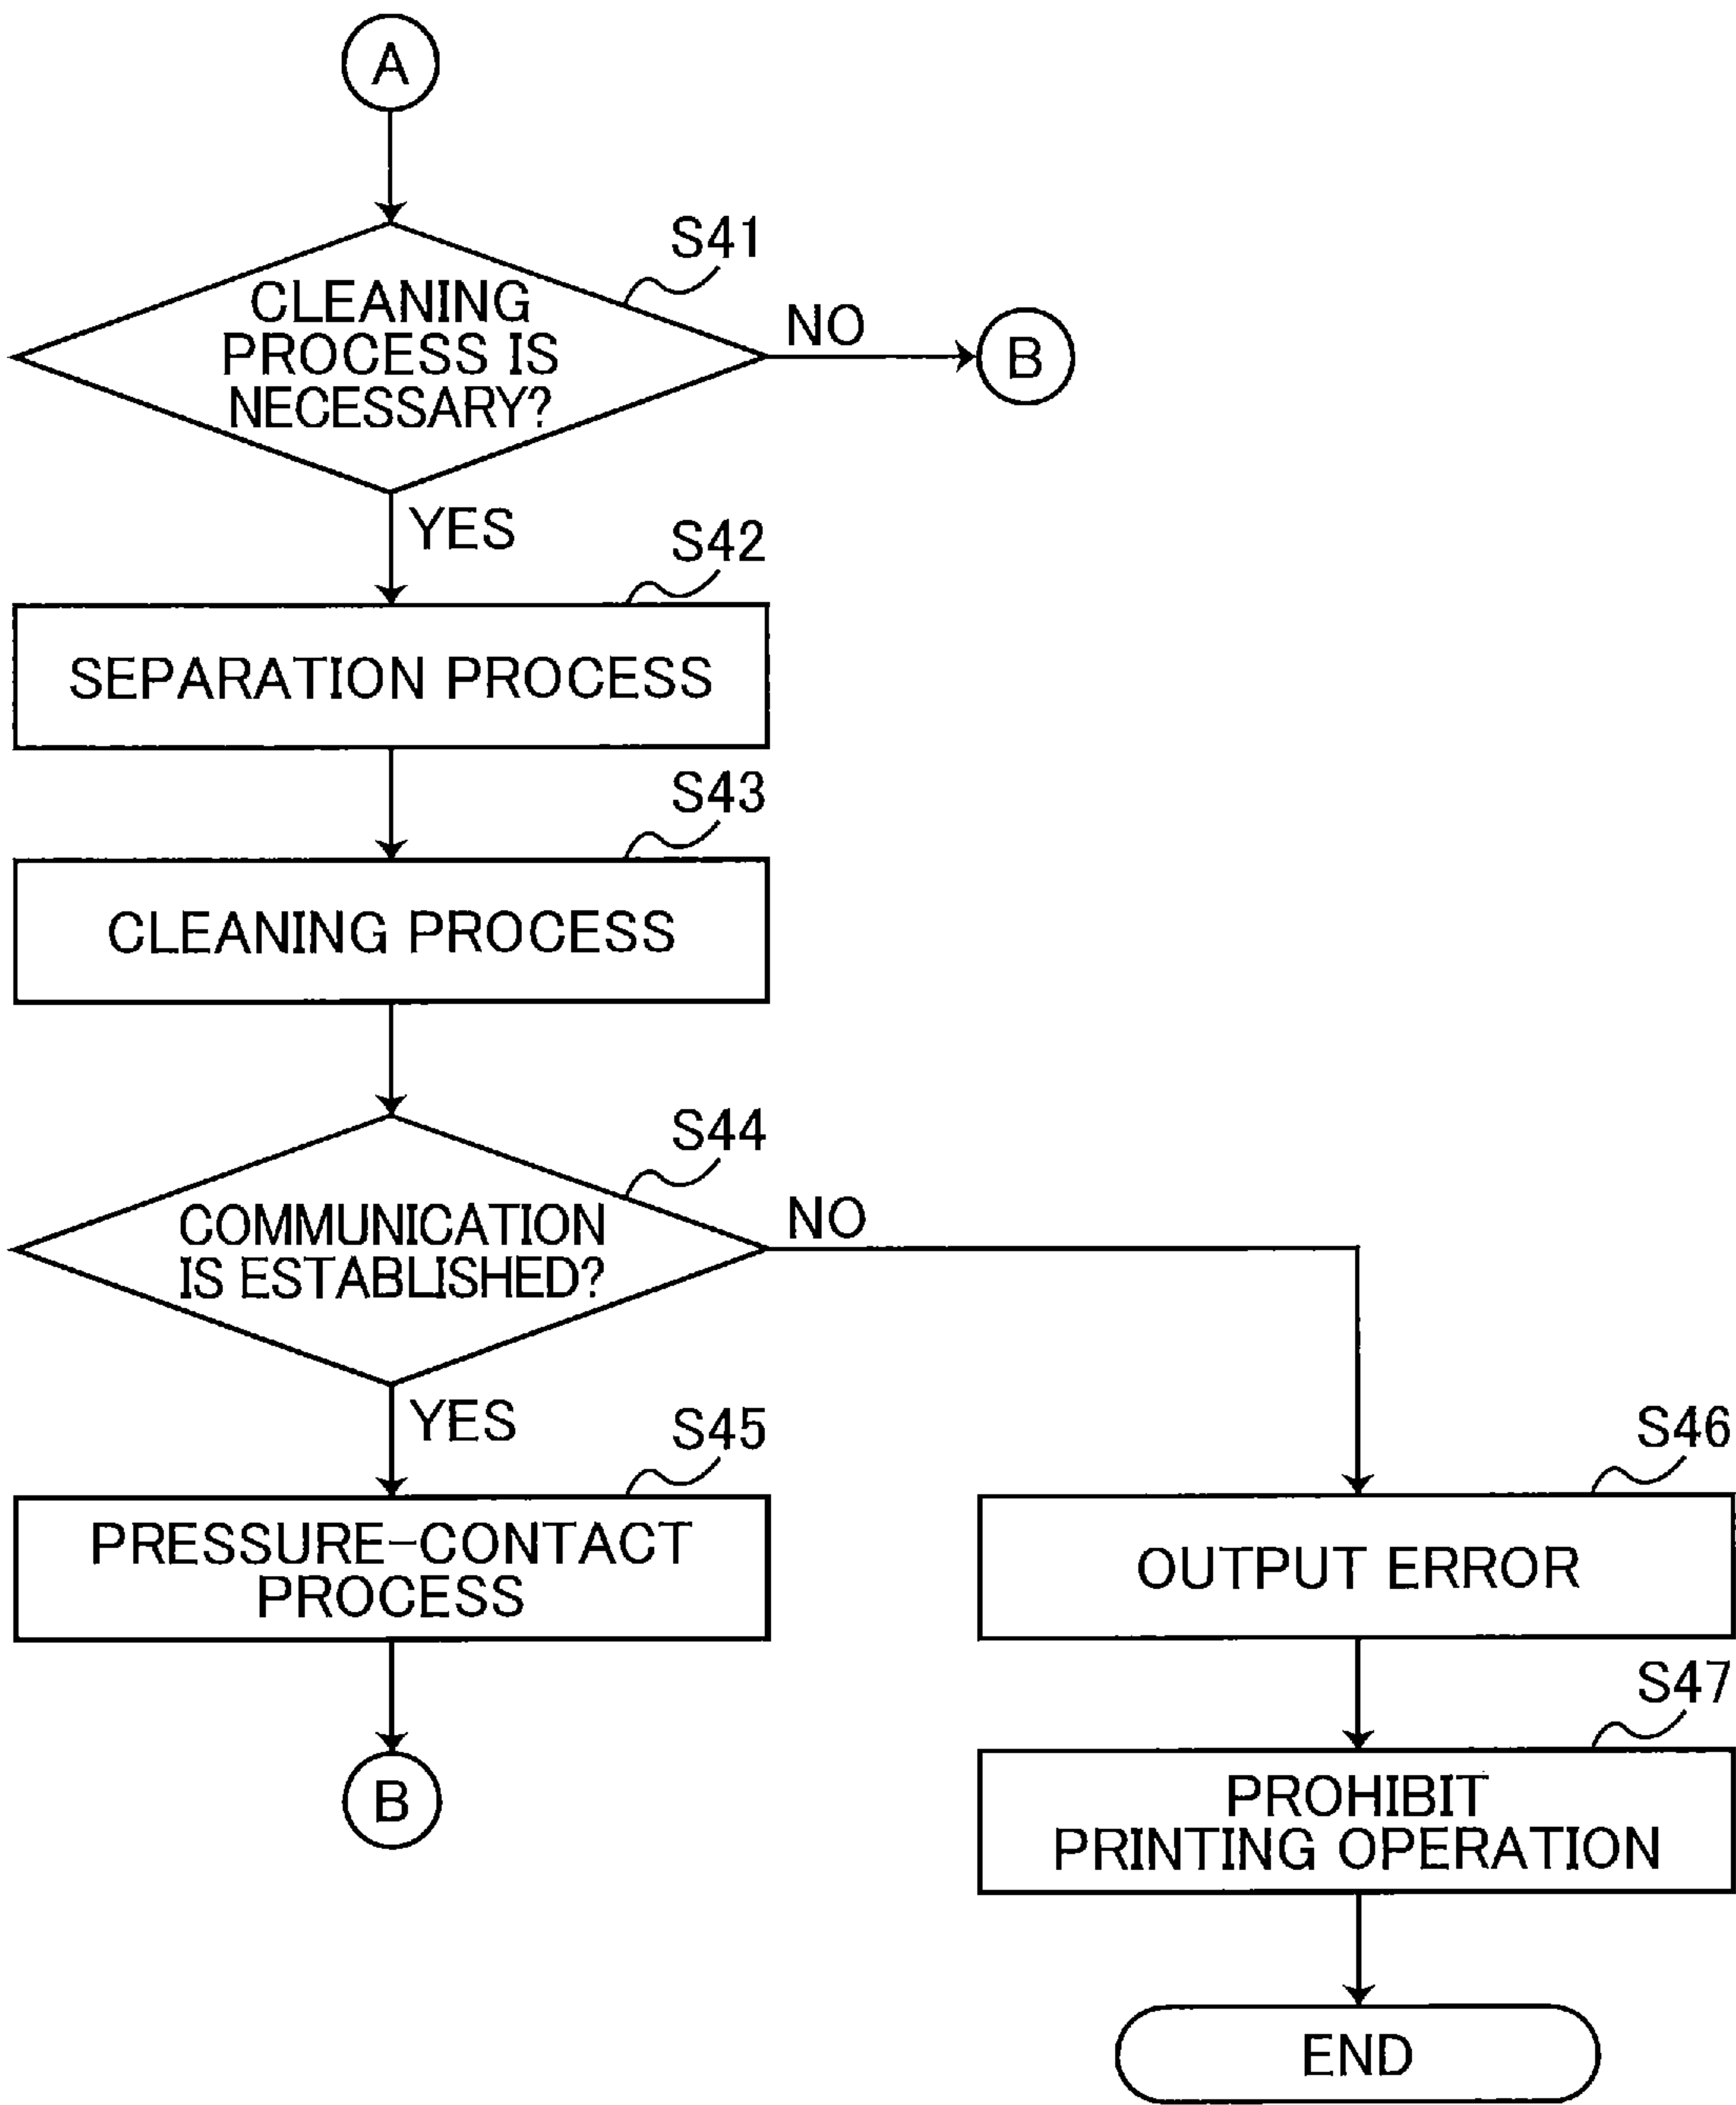 A
S41
CLEANING
PROCESS IS
NECESSARY?
NO
B
YES
S42
SEPARATION PROCESS
S43
CLEANING PROCESS
S44
COMMUNICATION
IS ESTABLISHED?
NO
YES
S45
PRESSURE-CONTACT
PROCESS
B
S46
OUTPUT ERROR
S47
PROHIBIT
PRINTING OPERATION
END